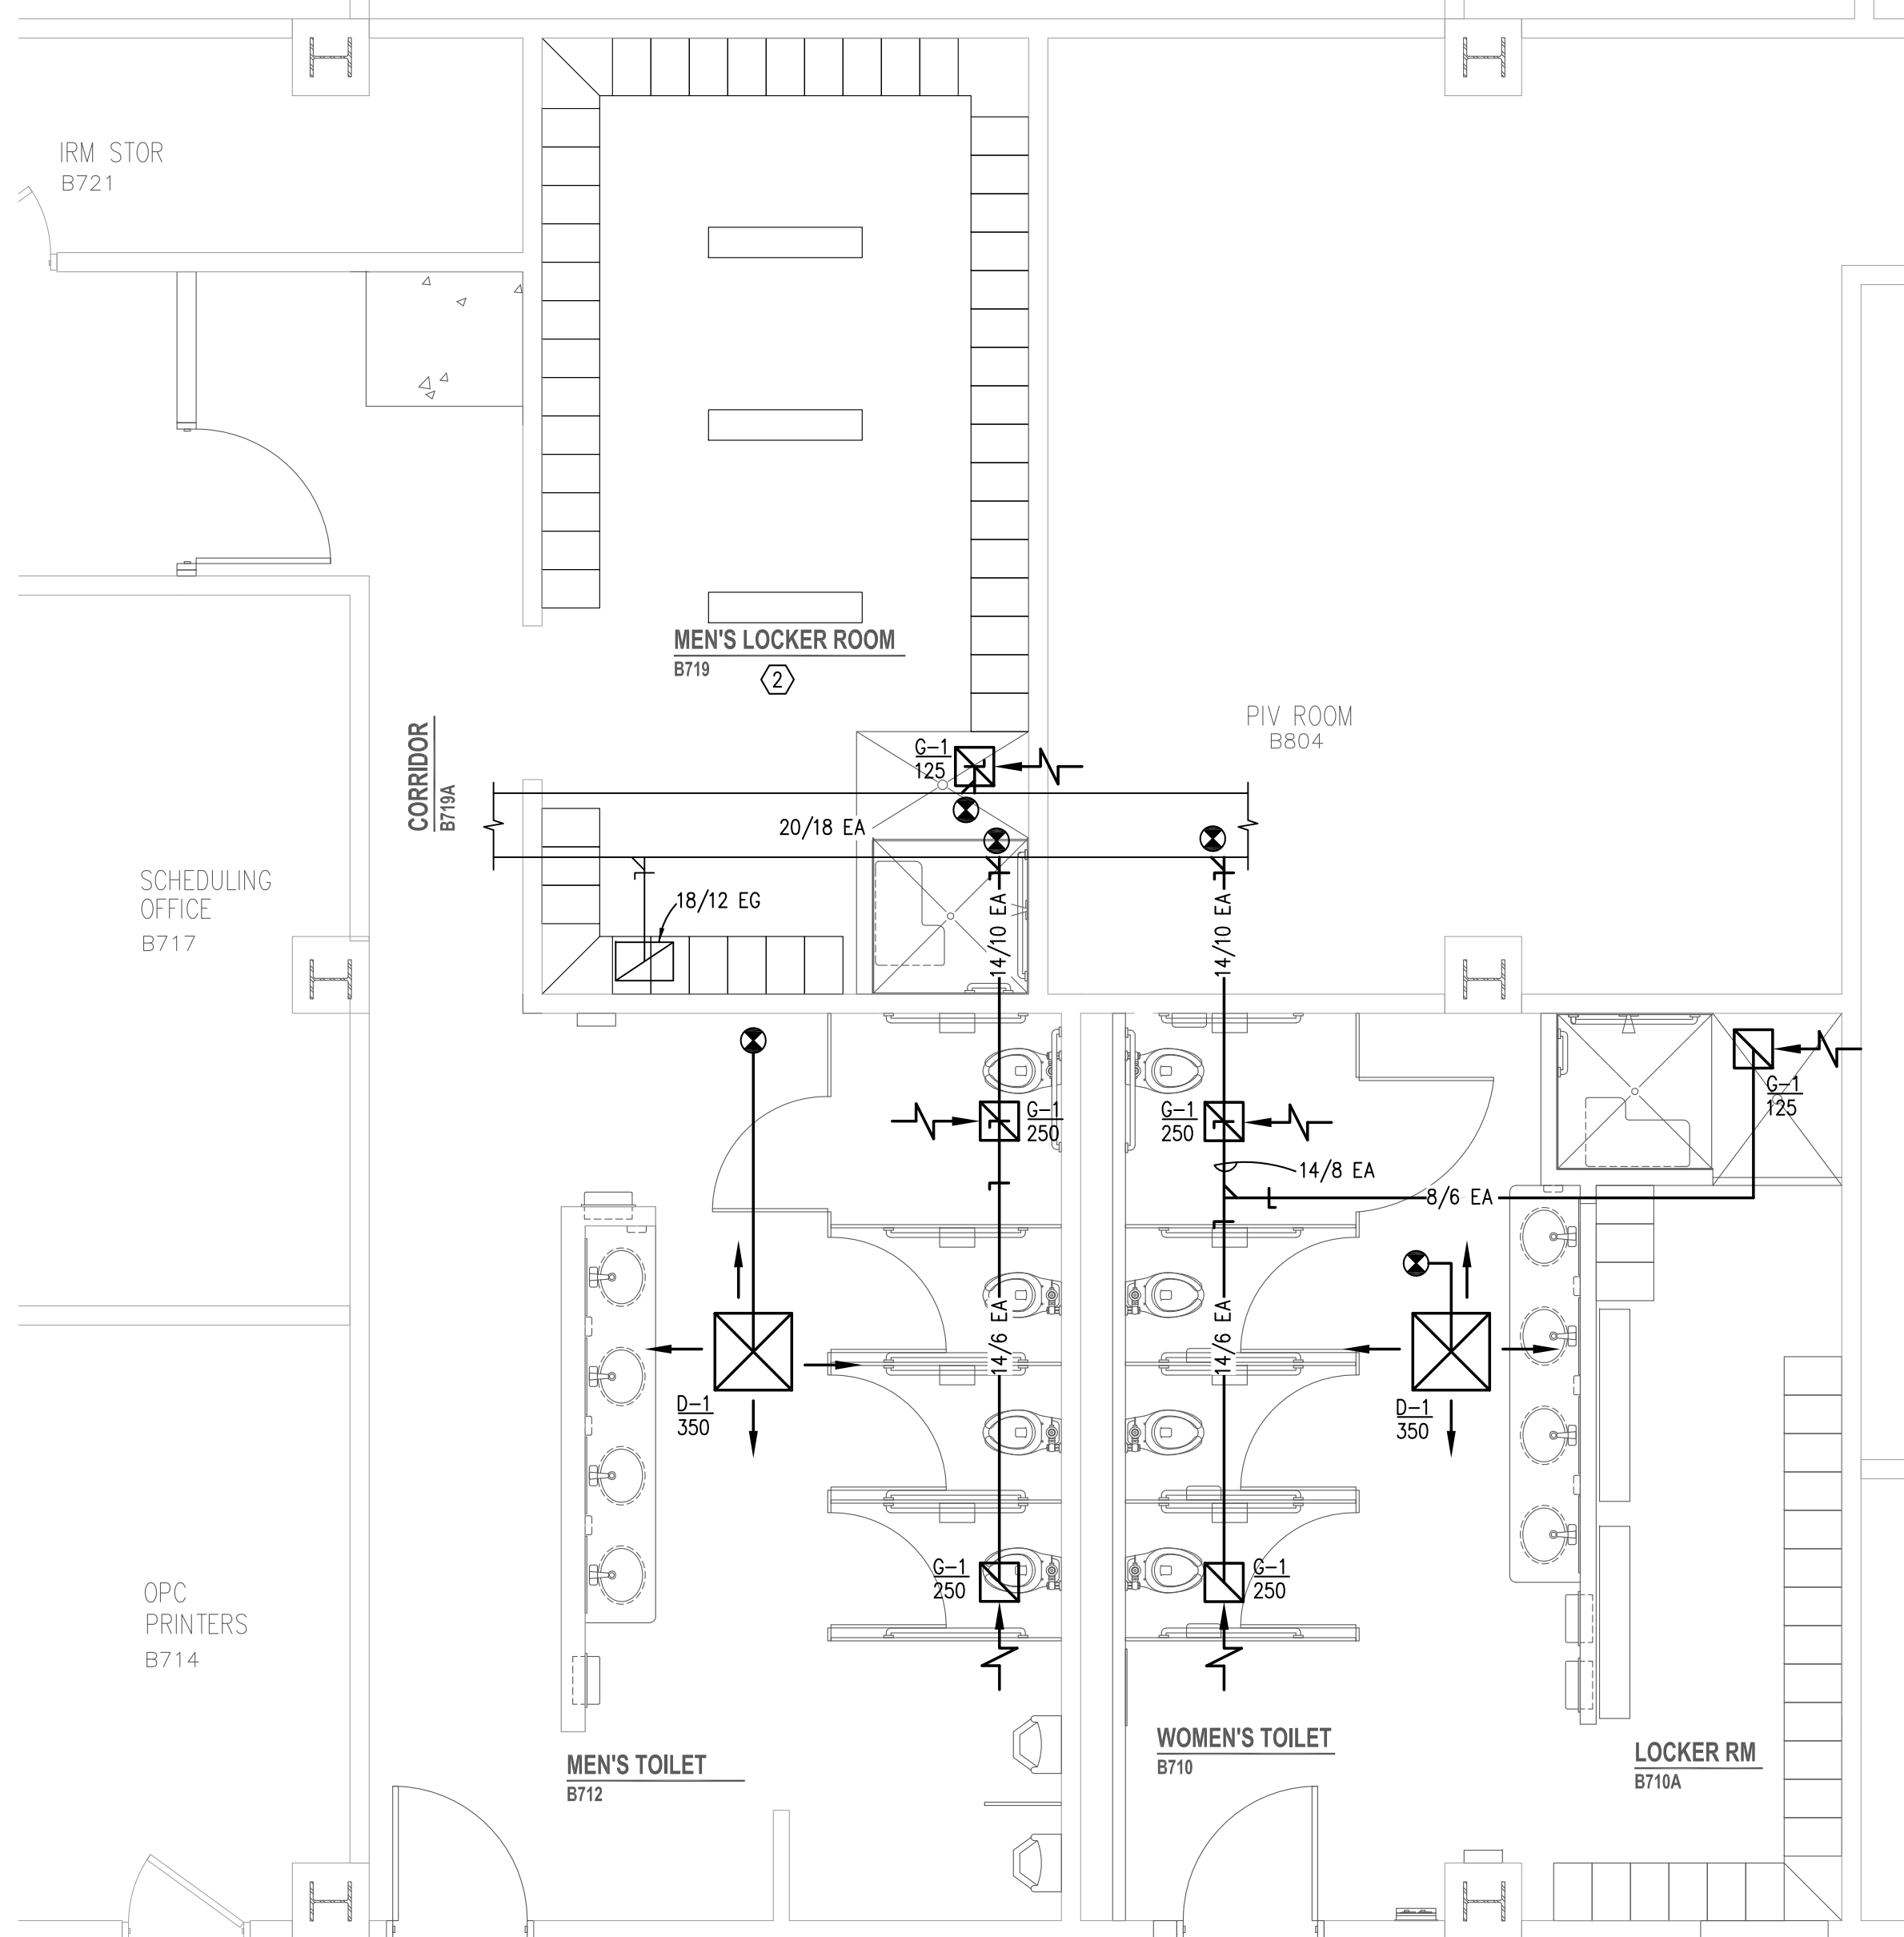 IRM STOR
B721
MEN'S LOCKER ROOM
B719
2
CORRIDOR
B719A
PIV ROOM
B804
G-1
125
20/18 EA
SCHEDULING
OFFICE
B717
18/12 EG
14/10 EA
14/10 EA
G-1
125
G-1
250
G-1
250
14/8 EA
8/6 EA
14/6 EA
14/6 EA
D-1
350
D-1
350
G-1
250
G-1
250
OPC
PRINTERS
B714
MEN'S TOILET
B712
WOMEN'S TOILET
B710
LOCKER RM
B710A